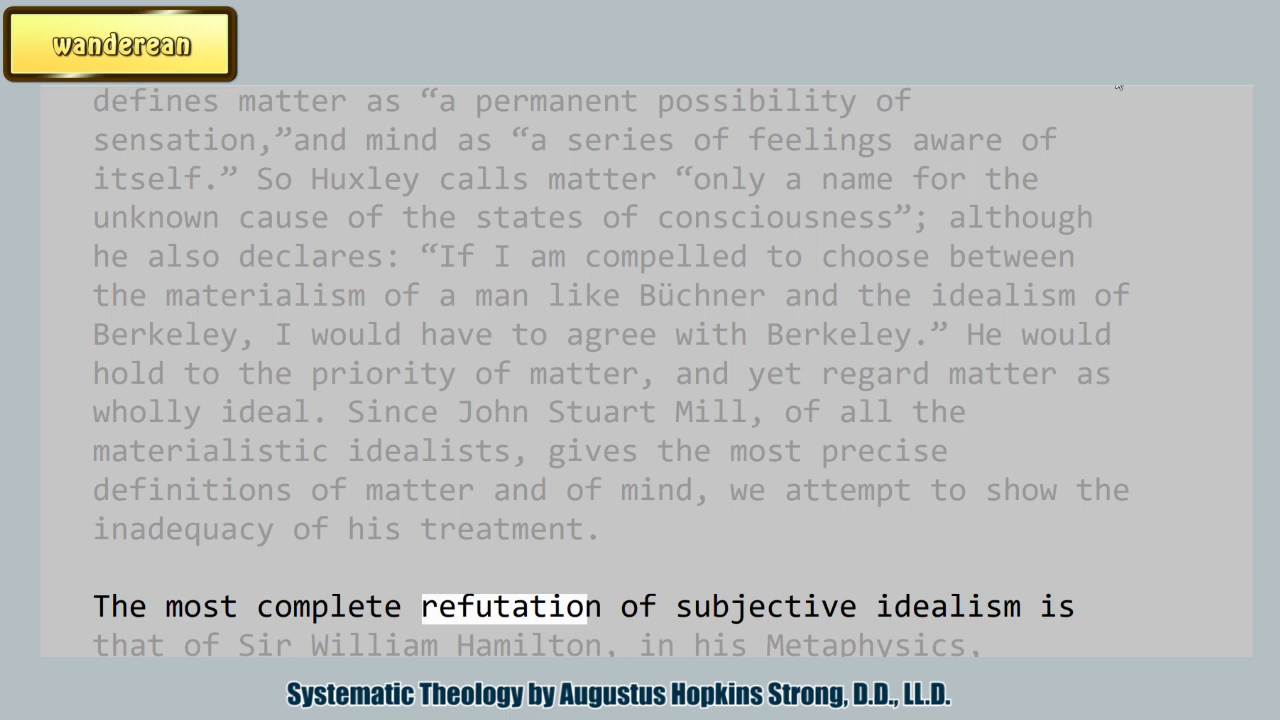 wanderean
defines matter as “a permanent possibility of
sensation,”and mind as “a series of feelings aware of
itself.” So Huxley calls matter “only a name for the
unknown cause of the states of consciousness”; although
he also declares: “If I am compelled to choose between
the materialism of a man like Büchner and the idealism of
Berkeley, I would have to agree with Berkeley.” He would
hold to the priority of matter, and yet regard matter as
wholly ideal. Since John Stuart Mill, of all the
materialistic idealists, gives the most precise
definitions of matter and of mind, we attempt to show the
inadequacy of his treatment.
The most complete refutation of subjective idealism is
that of Sir William Hamilton, in his Metaphysics,
Systematic Theology by Augustus Hopkins Strong, D.D., LL.D.